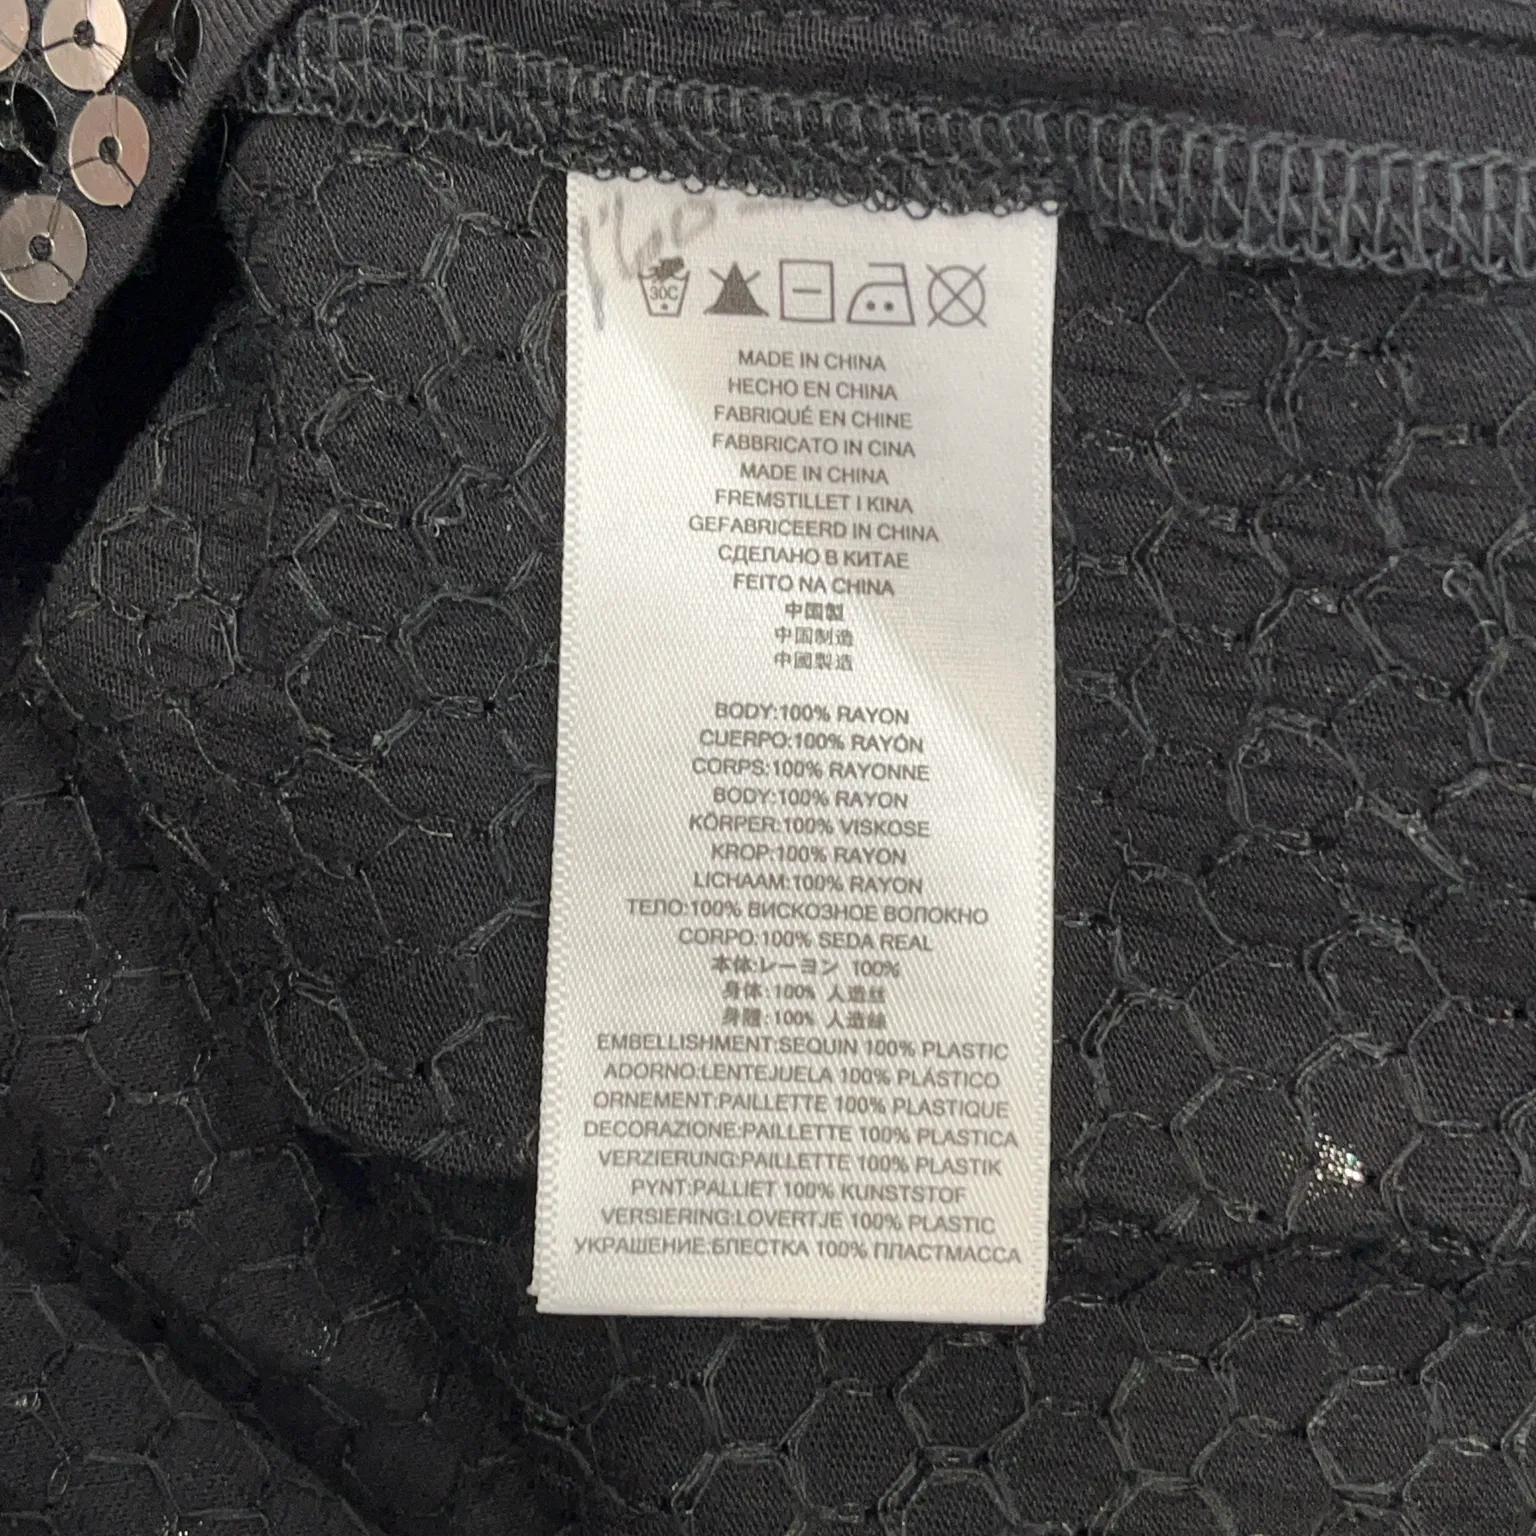 160-
30C
MADE IN CHINA
HECHO EN CHINA
FABRIQUÉ EN CHINE
FABBRICATO IN CINA
MADE IN CHINA
FREMSTILLET I KINA
GEFABRICEERD IN CHINA
СДЕЛАНО В КИТАЕ
FEITO NA CHINA
中国製
中国制造
中國製造
BODY:100% RAYON
CUERPO:100% RAYÓN
CORPS:100% RAYONNE
BODY:100% RAYON
KÖRPER:100% VISKOSE
KROP:100% RAYON
LICHAAM:100% RAYON
ТЕЛО:100% ВИСКОЗНОЕ ВОЛОКНО
CORPO:100% SEDA REAL
本体:レーヨン 100%
身体:100% 人造丝
身體:100% 人造絲
EMBELLISHMENT:SEQUIN 100% PLASTIC
ADORNO:LENTEJUELA 100% PLÁSTICO
ORNEMENT:PAILLETTE 100% PLASTIQUE
DECORAZIONE:PAILLETTE 100% PLASTICA
VERZIERUNG:PAILLETTE 100% PLASTIK
PYNT:PALLIET 100% KUNSTSTOF
VERSIERING:LOVERTJE 100% PLASTIC
УКРАШЕНИЕ:БЛЕСТКА 100% ПЛАСТМАССА